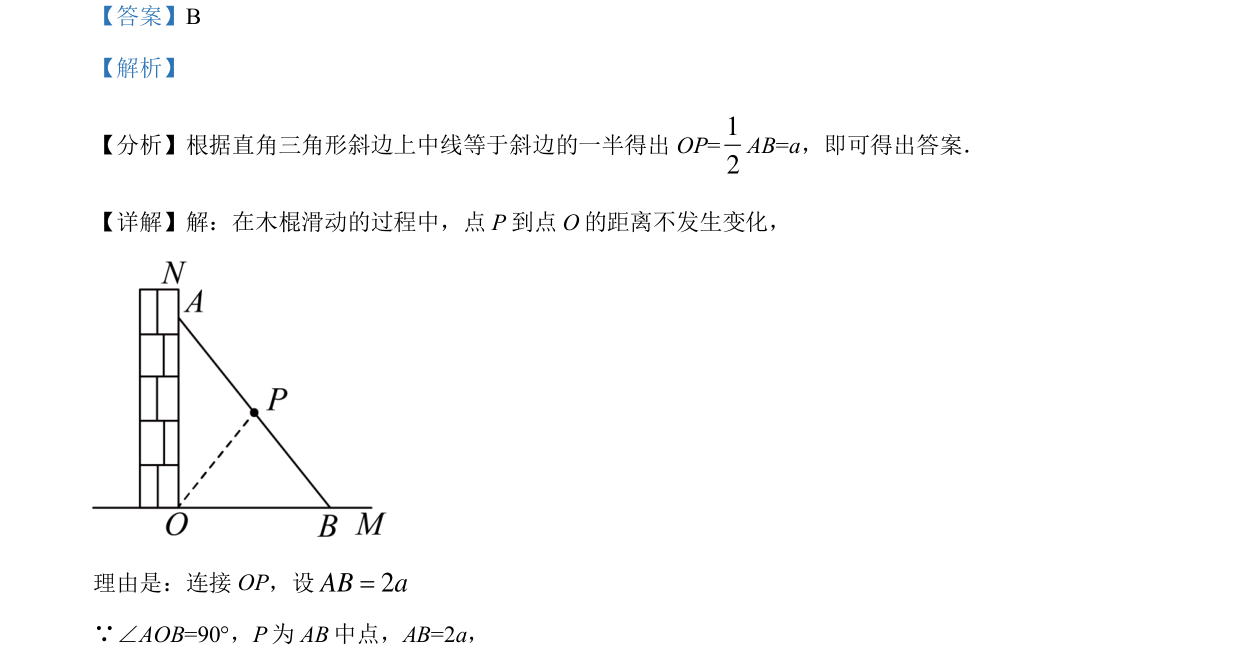 【答案】B
【解析】
【分析】根据直角三角形斜边上中线等于斜边的一半得出 OP=1/2 AB=a，即可得出答案．
【详解】解：在木棍滑动的过程中，点 P 到点 O 的距离不发生变化，
N
A
P
O
B M
理由是：连接 OP，设 AB = 2a
∵∠AOB=90°，P 为 AB 中点，AB=2a，